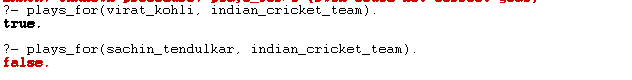 ?- plays_for(virat_kohli, indian_cricket_team).
true.
?- plays_for(sachin_tendulkar, indian_cricket_team).
false.